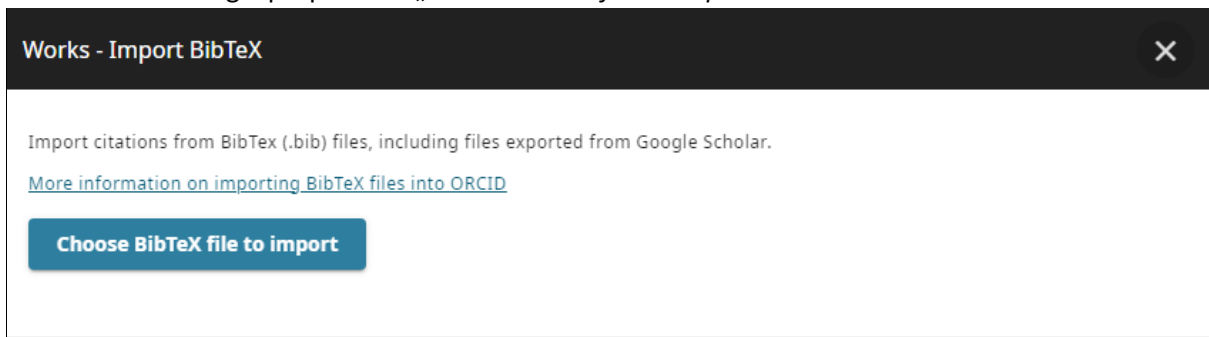 Works - Import BibTeX
Import citations from BibTex (.bib) files, including files exported from Google Scholar.
More information on importing BibTeX files into ORCID
Choose BibTeX file to import